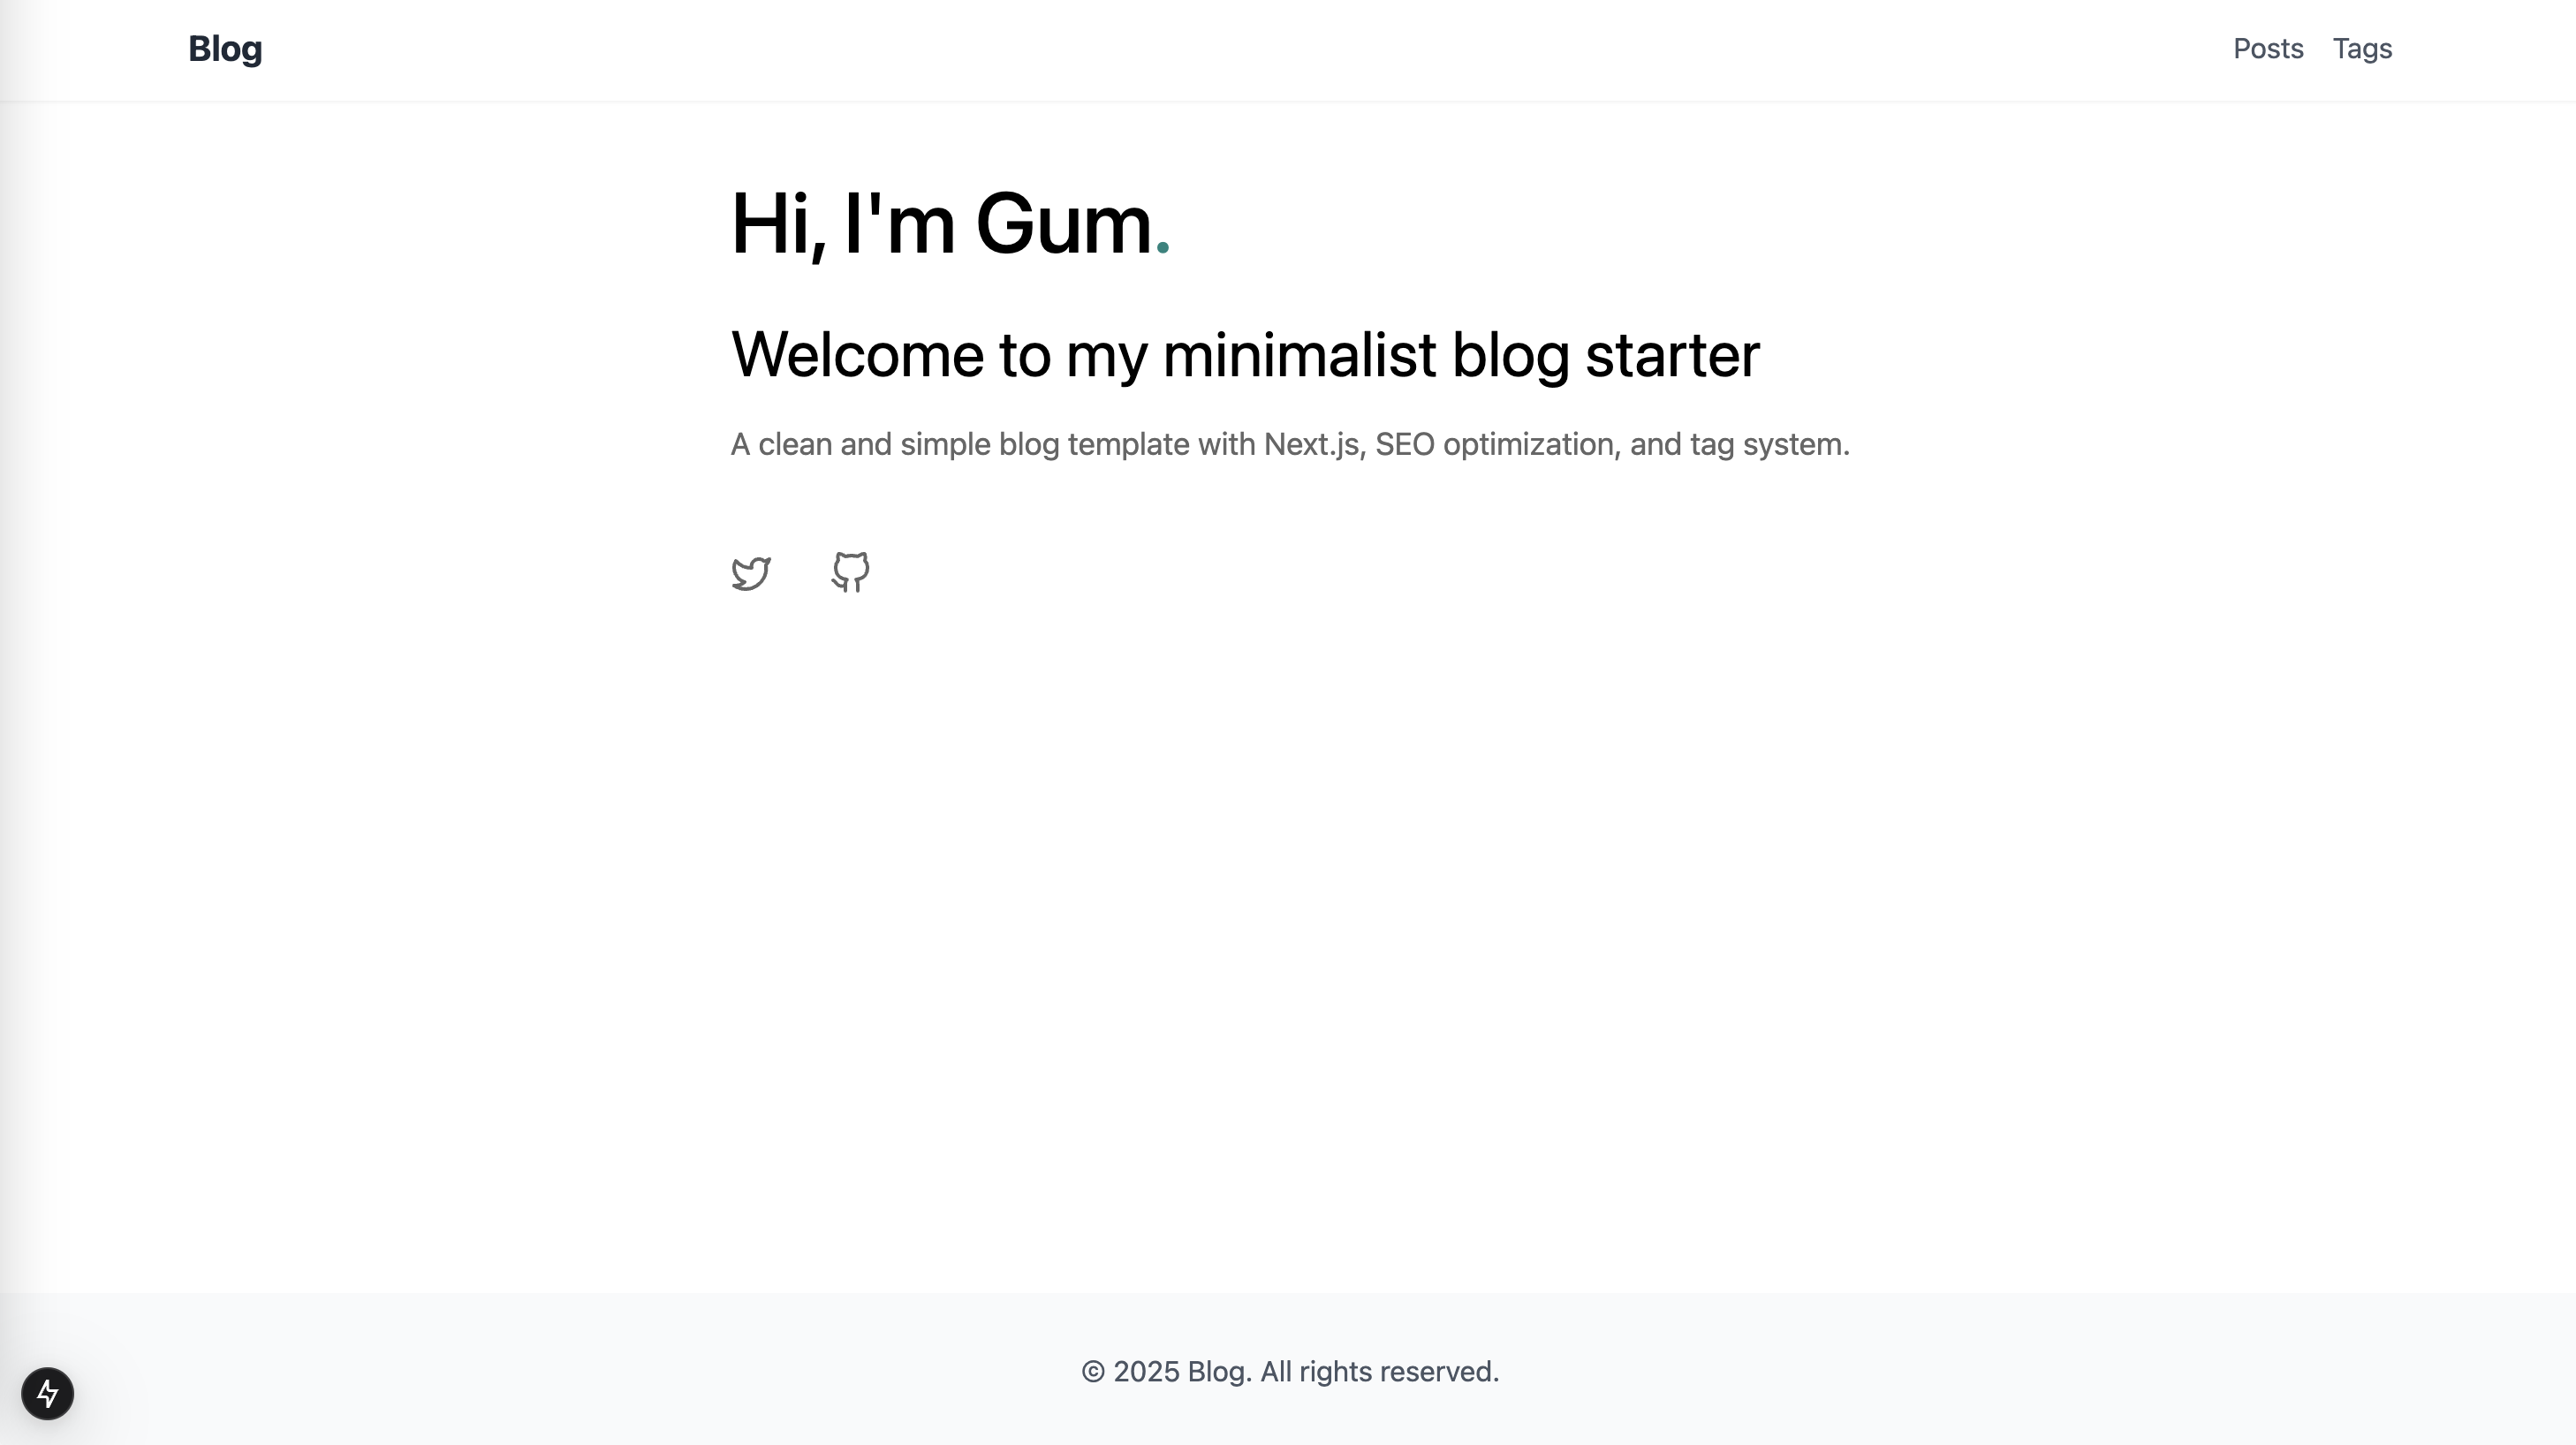 Blog
Posts
Tags
Hi, I'm Gum.
Welcome to my minimalist blog starter
A clean and simple blog template with Next.js, SEO optimization, and tag system.
© 2025 Blog. All rights reserved.